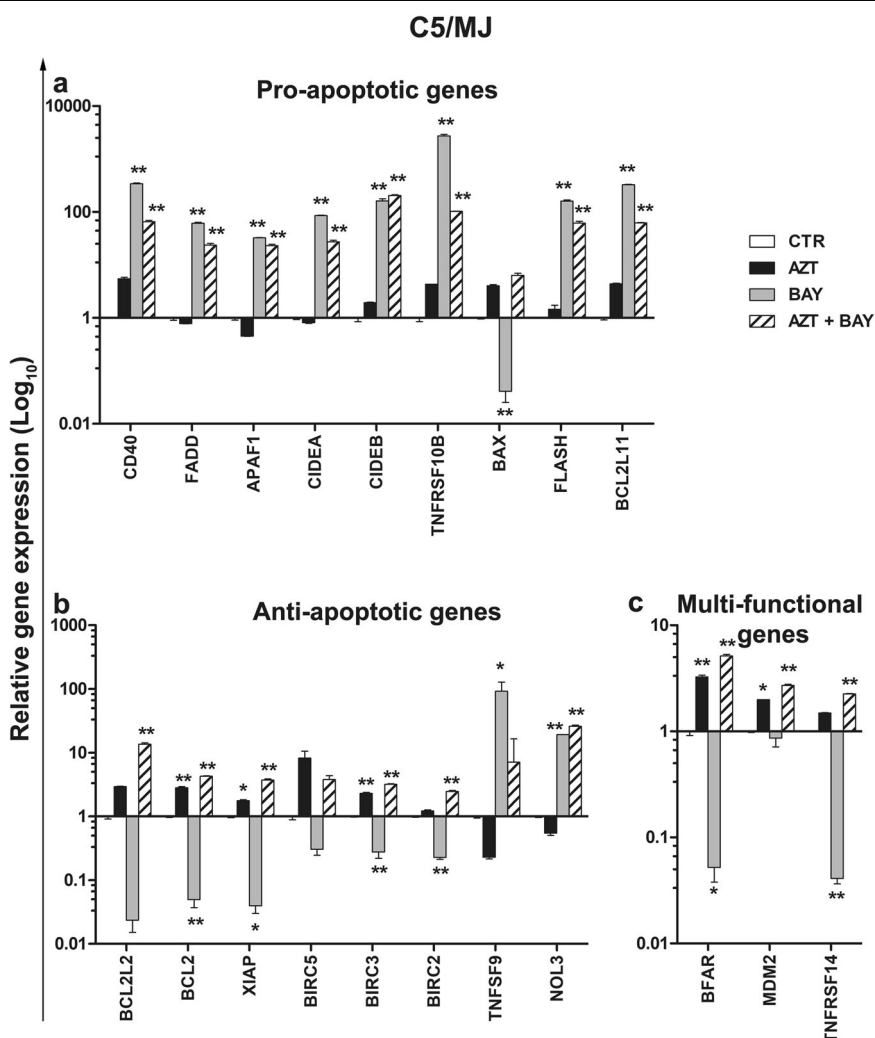 C5/MJ
a
Pro-apoptotic genes
10000
100
1
0.01
** ** ** ** ** ** ** ** ** ** ** ** ** ** ** ** **
CD40 FADD APAF1 CIDEA CIDEB TNFRSF10B BAX FLASH BCL2L11
CTR
AZT
BAY
AZT + BAY
Relative gene expression (Log10)
b
Anti-apoptotic genes
1000
100
10
1
0.1
0.01
** ** ** * ** ** ** ** * ** **
** * ** **
BCL2L2 BCL2 XIAP BIRC5 BIRC3 BIRC2 TNFSF9 NOL3
c
Multi-functional
genes
10
1
0.1
0.01
** ** * ** **
* **
BFAR MDM2 TNFRSF14